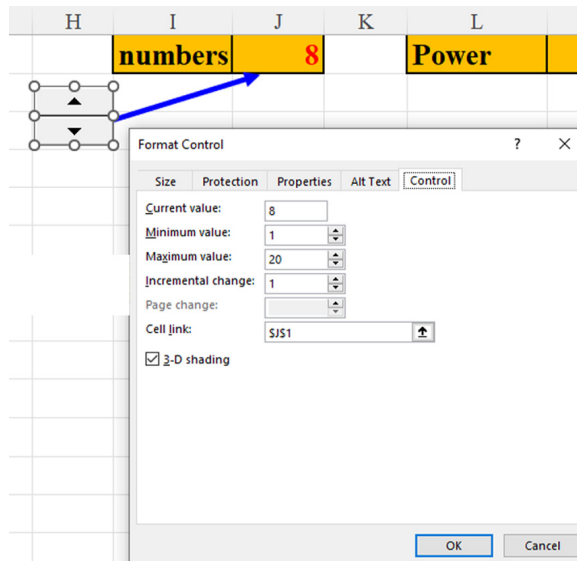 H I J K L
numbers 8 Power
Format Control ? ×
Size Protection Properties Alt Text Control
Current value: 8
Minimum value: 1
Maximum value: 20
Incremental change: 1
Page change:
Cell link: $J$1
3-D shading
OK Cancel